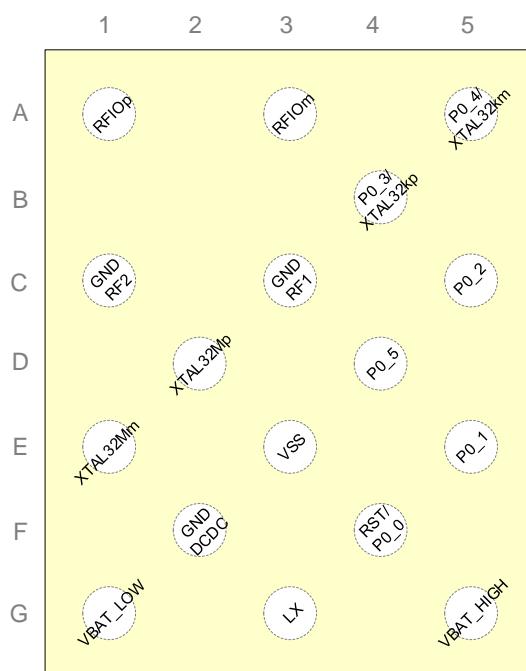 1 2 3 4 5
A
RFIOp
RFIOm
P0_4/
XTAL32km
B
P0_3/
XTAL32kp
C
GND
RF2
GND
RF1
P0_2
D
XTAL32Mp
P0_5
E
XTAL32Mm
VSS
P0_1
F
GND
DCDC
RST/
P0_0
G
VBAT_LOW
LX
VBAT_HIGH